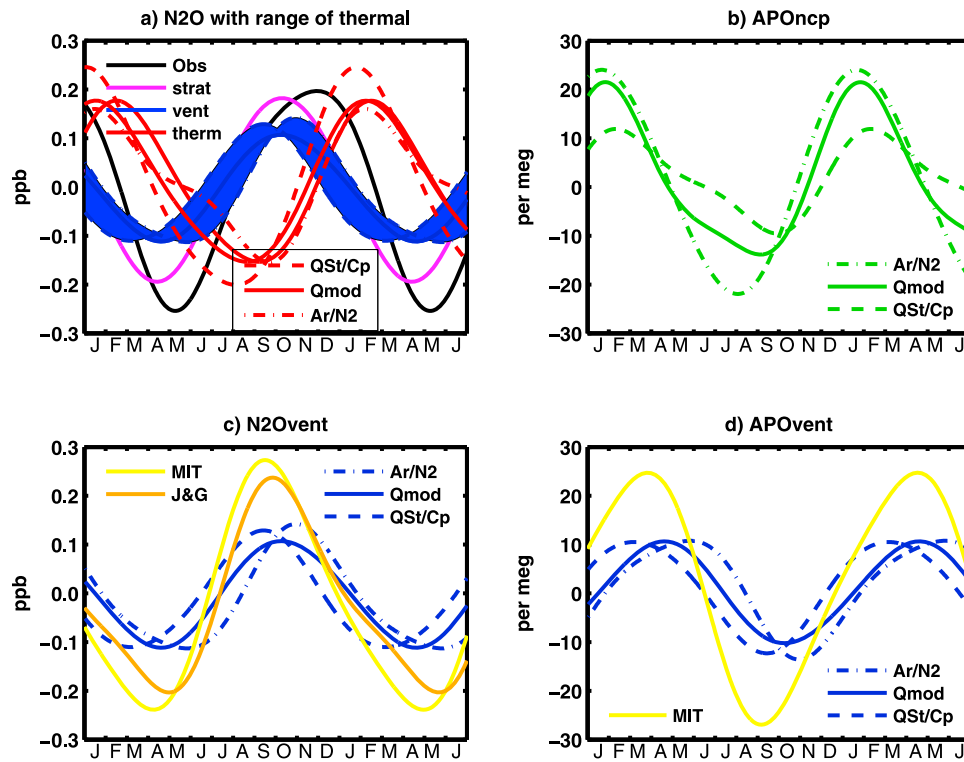 a) N2O with range of thermal
0.3
0.2
0.1
0.0
−0.1
−0.2
−0.3
ppb
Obs
strat
vent
therm
QSt/Cp
Qmod
Ar/N2
J F M A M J J A S O N D J F M A M J
b) APOncp
30
20
10
0
−10
−20
−30
per meg
Ar/N2
Qmod
QSt/Cp
J F M A M J J A S O N D J F M A M J
c) N2Ovent
0.3
0.2
0.1
0.0
−0.1
−0.2
−0.3
ppb
MIT
J&G
Ar/N2
Qmod
QSt/Cp
J F M A M J J A S O N D J F M A M J
d) APOvent
30
20
10
0
−10
−20
−30
per meg
MIT
Ar/N2
Qmod
QSt/Cp
J F M A M J J A S O N D J F M A M J